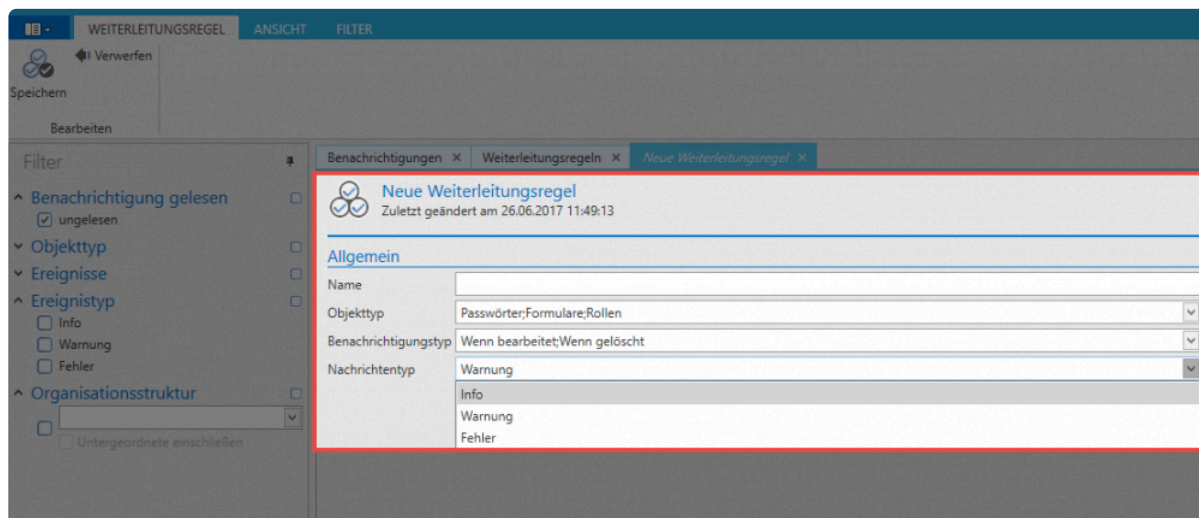 WEITERLEITUNGSREGEL ANSICHT FILTER
Verwerfen
Speichern
Bearbeiten
Filter
Benachrichtigung gelesen
ungelesen
Objekttyp
Ereignisse
Ereignistyp
Info
Warnung
Fehler
Organisationsstruktur
Untergeordnete einschließen
Benachrichtigungen Weiterleitungsregeln Neue Weiterleitungsregel
Neue Weiterleitungsregel
Zuletzt geändert am 26.06.2017 11:49:13
Allgemein
Name
Objekttyp Passwörter;Formulare;Rollen
Benachrichtigungstyp Wenn bearbeitet;Wenn gelöscht
Nachrichtentyp Warnung
Info
Warnung
Fehler